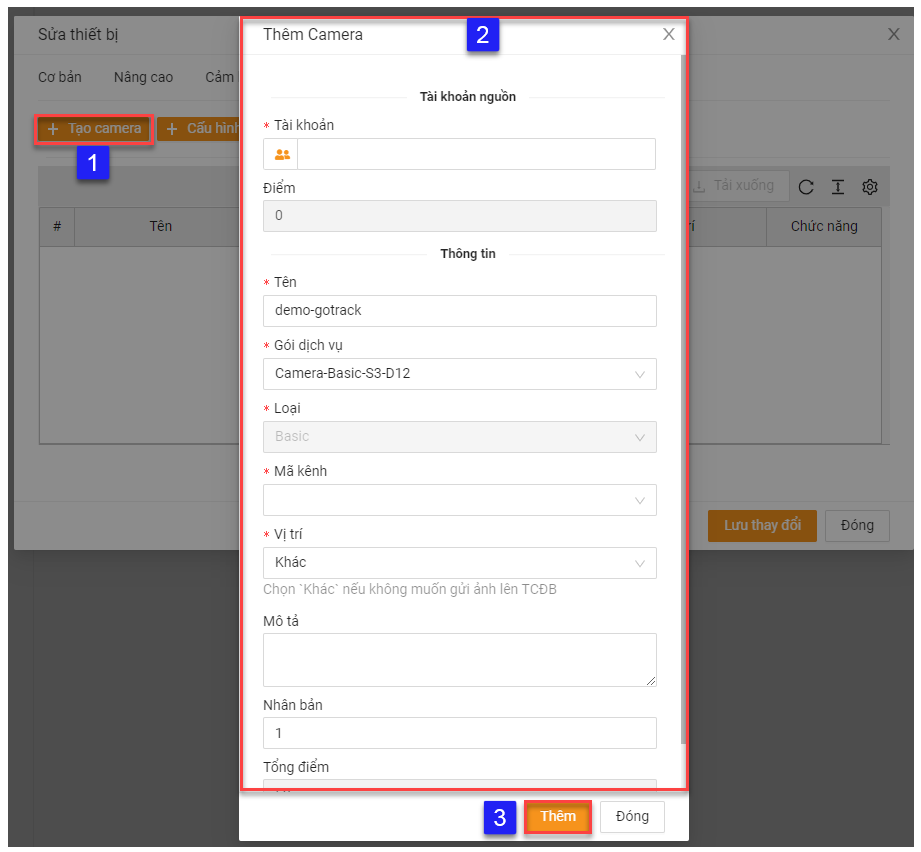 Sửa thiết bị
Thêm Camera
2
Cơ bản
Nâng cao
Cảm
Tài khoản nguồn
+ Tạo camera
+ Cấu hình
1
* Tài khoản
Điểm
0
Tải xuống
#
Tên
Chức năng
Thông tin
* Tên
demo-gotrack
* Gói dịch vụ
Camera-Basic-S3-D12
* Loại
Basic
* Mã kênh
* Vị trí
Khác
Chọn `Khác` nếu không muốn gửi ảnh lên TCĐB
Lưu thay đổi
Đóng
Mô tả
Nhân bản
1
Tổng điểm
3
Thêm
Đóng